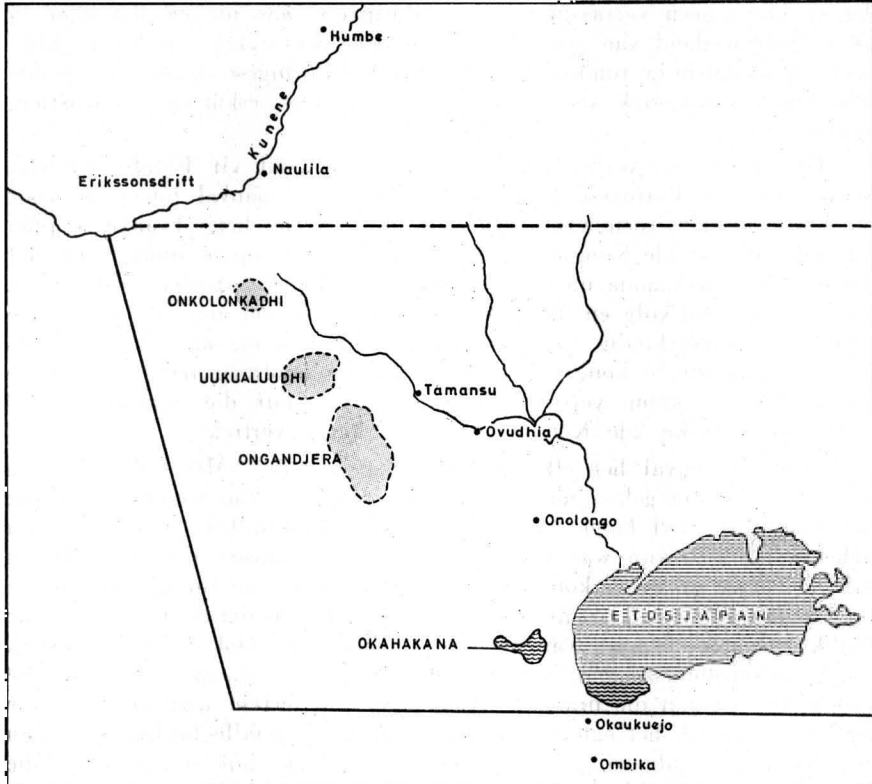 Humbe
Kunene
Naulila
Erikssonsdrift
ONKOLONKADHI
UUKUALUUDHI
Tamansu
Ovudhia
ONGANDJERA
Onolongo
ETOSJAPAN
OKAHAKANA
Okaukuejo
Ombika